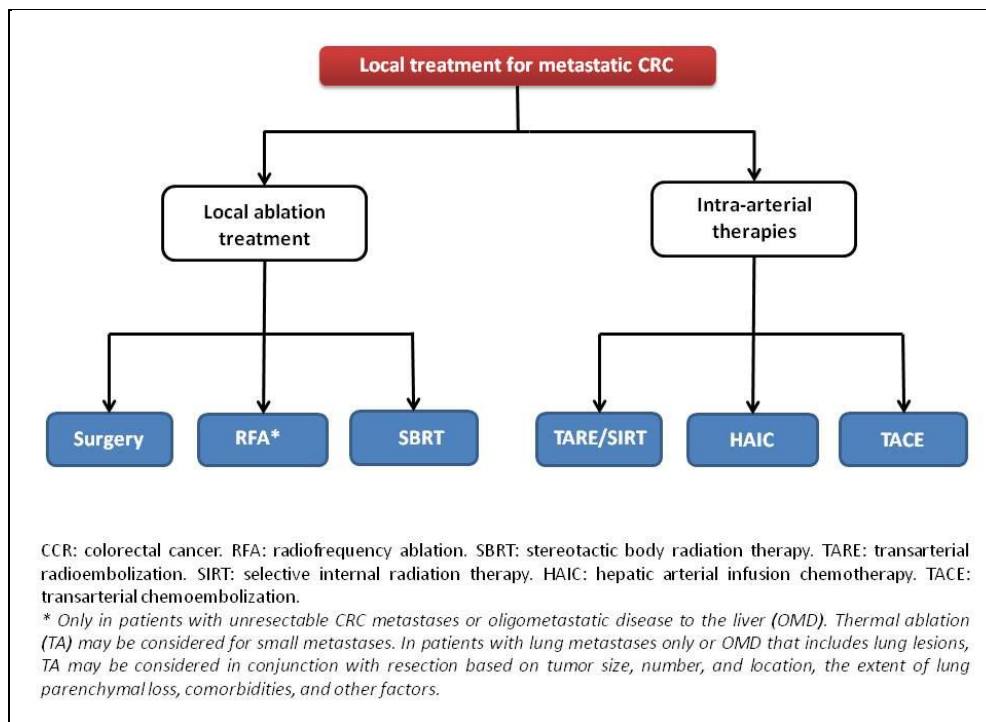 Local treatment for metastatic CRC
Local ablation
treatment
Intra-arterial
therapies
Surgery
RFA*
SBRT
TARE/SIRT
HAIC
TACE
CCR: colorectal cancer. RFA: radiofrequency ablation. SBRT: stereotactic body radiation therapy. TARE: transarterial
radioembolization. SIRT: selective internal radiation therapy. HAIC: hepatic arterial infusion chemotherapy. TACE:
transarterial chemoembolization.
* Only in patients with unresectable CRC metastases or oligometastatic disease to the liver (OMD). Thermal ablation
(TA) may be considered for small metastases. In patients with lung metastases only or OMD that includes lung lesions,
TA may be considered in conjunction with resection based on tumor size, number, and location, the extent of lung
parenchymal loss, comorbidities, and other factors.